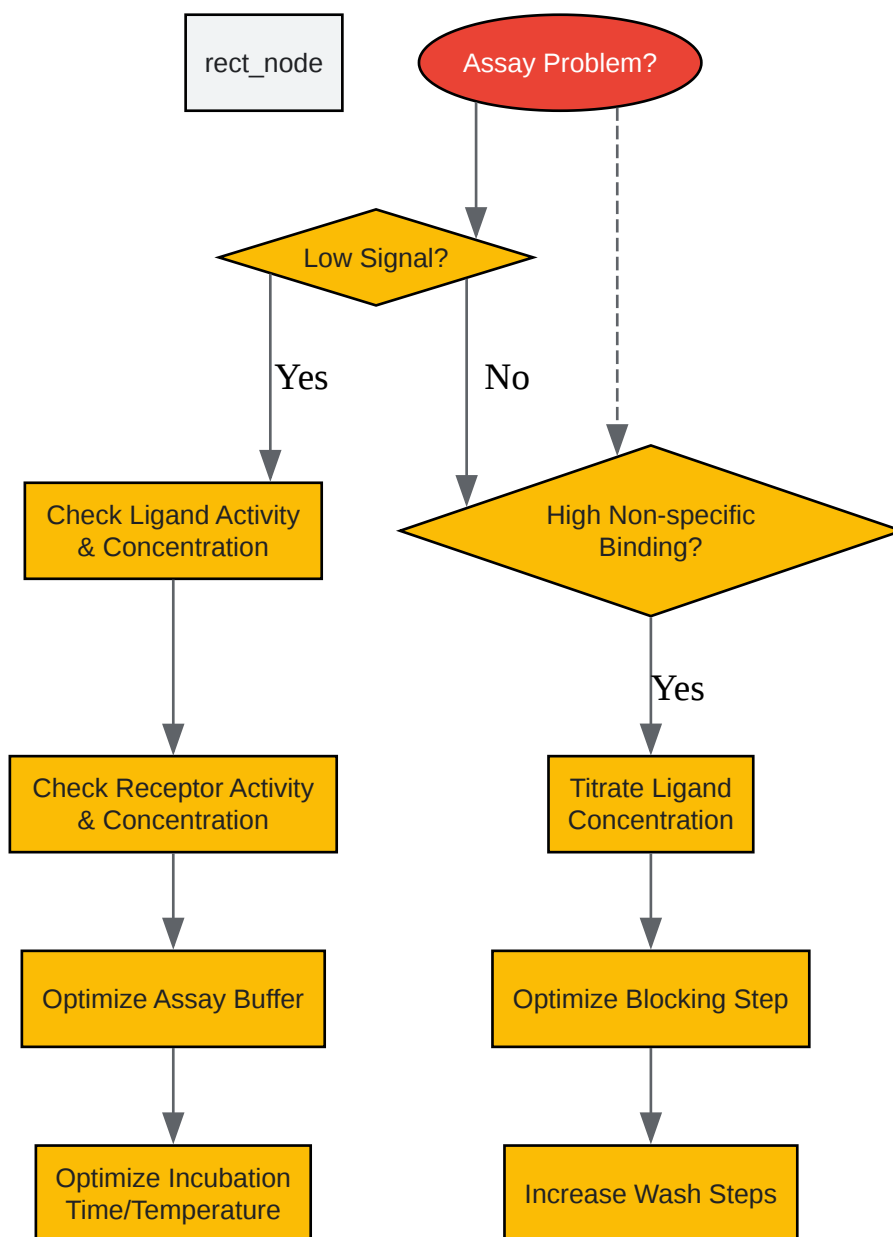 rect_node
Assay Problem?
Low Signal?
Yes
No
Check Ligand Activity
& Concentration
High Non-specific
Binding?
Yes
Check Receptor Activity
& Concentration
Titrate Ligand
Concentration
Optimize Assay Buffer
Optimize Blocking Step
Optimize Incubation
Time/Temperature
Increase Wash Steps